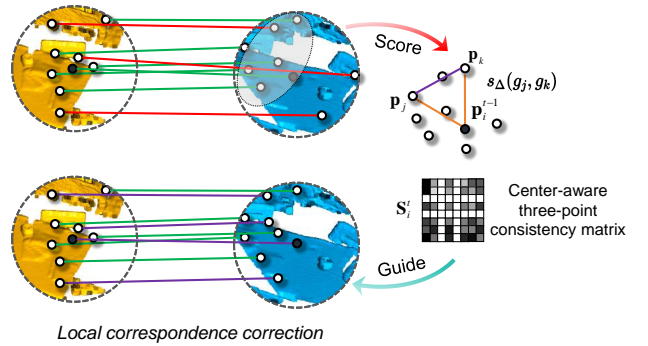 Score
p_k
s_Δ(g_j, g_k)
p_j
p_i^{t-1}
S_i^t
Center-aware
three-point
consistency matrix
Guide
Local correspondence correction